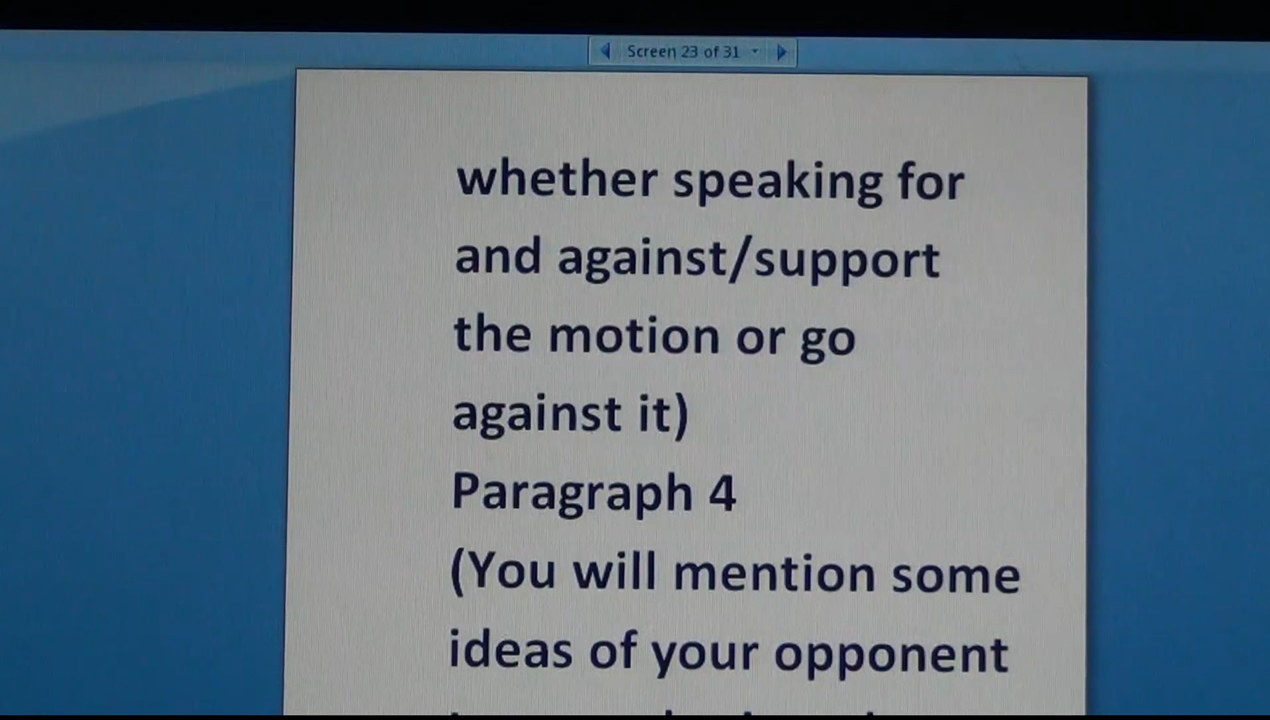 Screen 23 of 31
whether speaking for
and against/support
the motion or go
against it)
Paragraph 4
(You will mention some
ideas of your opponent